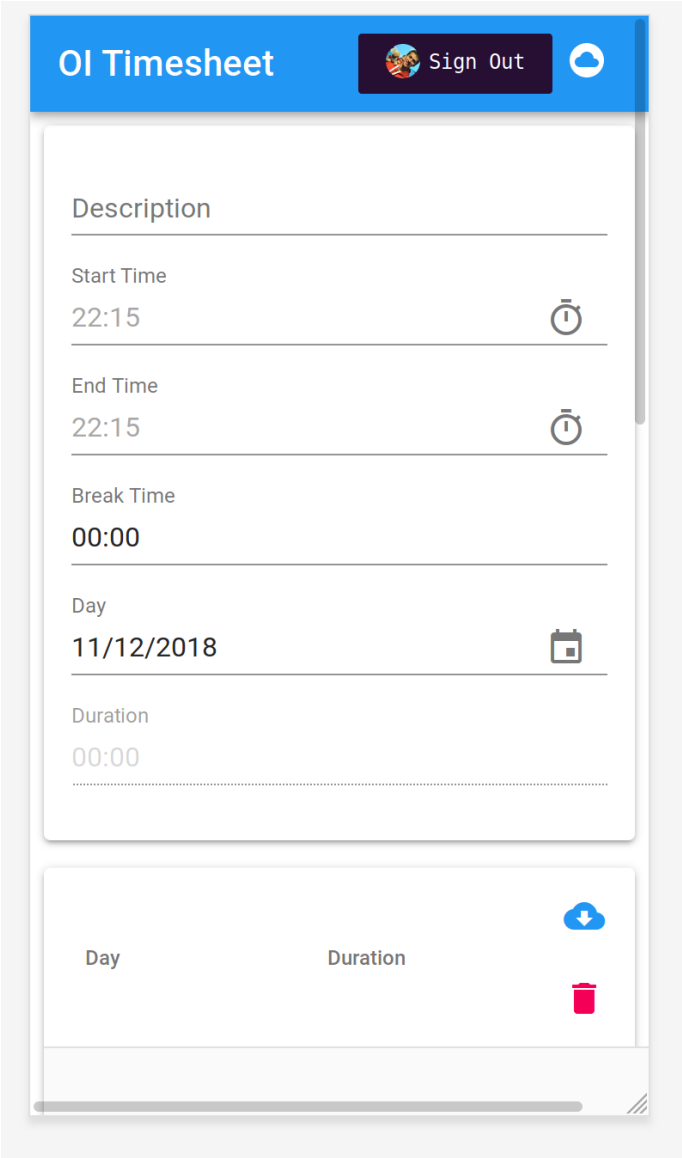 OI Timesheet Sign Out
Description
Start Time
22:15
End Time
22:15
Break Time
00:00
Day
11/12/2018
Duration
00:00
Day Duration